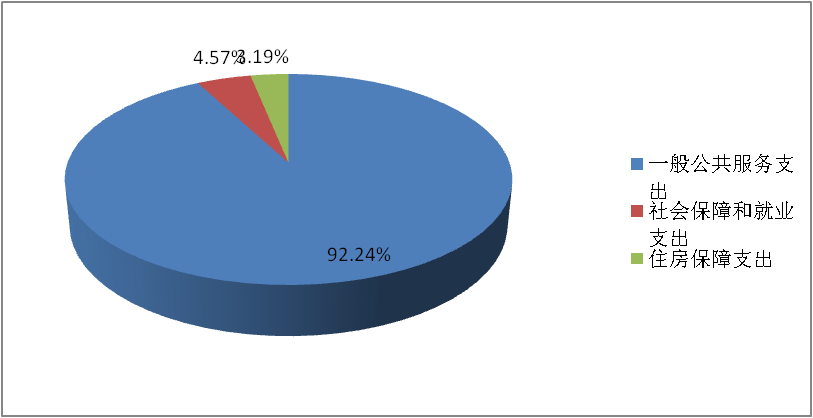 4.57%
3.19%
92.24%
一般公共服务支
出
社会保障和就业
支出
住房保障支出